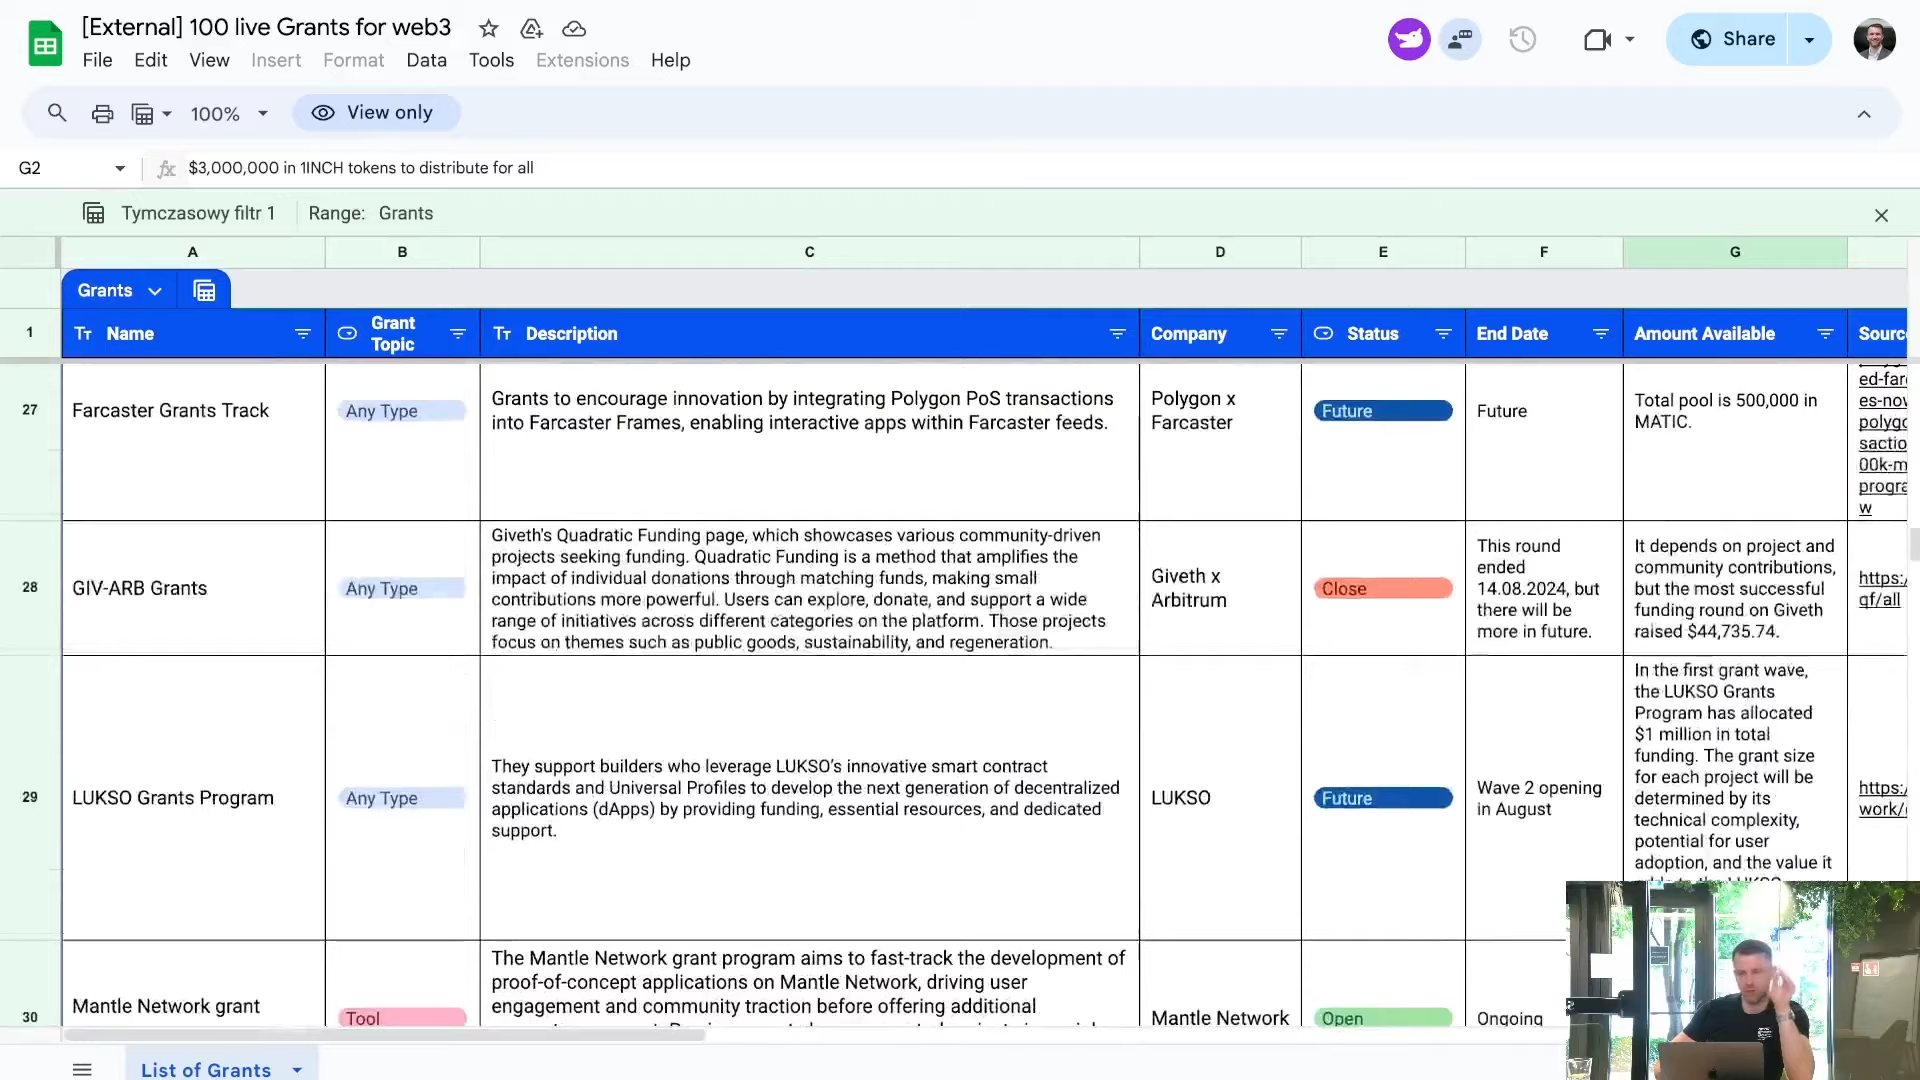 [External] 100 live Grants for web3
File Edit View Insert Format Data Tools Extensions Help
Share
100%
View only
G2
$3,000,000 in 1INCH tokens to distribute for all
Tymczasowy filtr 1 Range: Grants
A B C D E F G
Grants
1 Name Grant Topic Description Company Status End Date Amount Available Source
27 Farcaster Grants Track
Any Type
Grants to encourage innovation by integrating Polygon PoS transactions
into Farcaster Frames, enabling interactive apps within Farcaster feeds.
Polygon x
Farcaster
Future
Future
Total pool is 500,000 in
MATIC.
ed-far
es-no
polyg
sactio
00k-m
progra
w
28 GIV-ARB Grants
Any Type
Giveth's Quadratic Funding page, which showcases various community-driven
projects seeking funding. Quadratic Funding is a method that amplifies the
impact of individual donations through matching funds, making small
contributions more powerful. Users can explore, donate, and support a wide
range of initiatives across different categories on the platform. Those projects
focus on themes such as public goods, sustainability, and regeneration.
Giveth x
Arbitrum
Close
This round
ended
14.08.2024, but
there will be
more in future.
It depends on project and
community contributions,
but the most successful
funding round on Giveth
raised $44,735.74.
https:/
qf/all
29 LUKSO Grants Program
Any Type
They support builders who leverage LUKSO’s innovative smart contract
standards and Universal Profiles to develop the next generation of decentralized
applications (dApps) by providing funding, essential resources, and dedicated
support.
LUKSO
Future
Wave 2 opening
in August
In the first grant wave,
the LUKSO Grants
Program has allocated
$1 million in total
funding. The grant size
for each project will be
determined by its
technical complexity,
potential for user
adoption, and the value it
https:/
work/
30 Mantle Network grant
Tool
The Mantle Network grant program aims to fast-track the development of
proof-of-concept applications on Mantle Network, driving user
engagement and community traction before offering additional
Mantle Network
Open
Ongoing
List of Grants